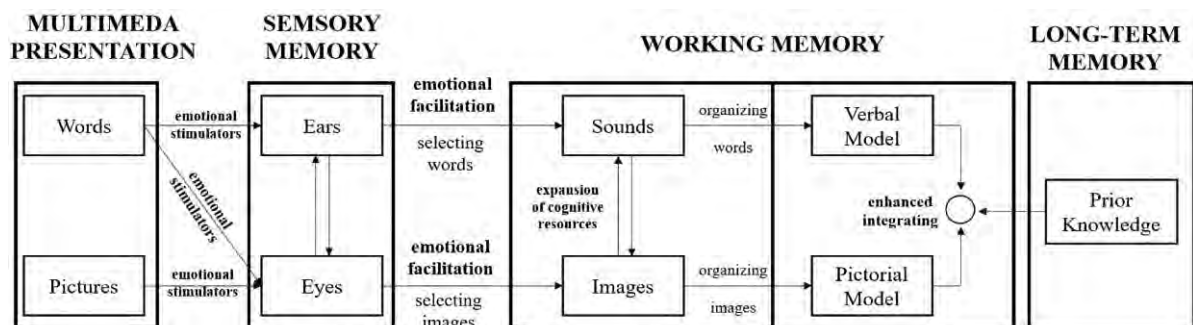 MULTIMEDA
PRESENTATION
SEMSORY
MEMORY
WORKING MEMORY
LONG-TERM
MEMORY
Words
emotional
stimulators
Ears
emotional
facilitation
selecting
words
Sounds
organizing
words
Verbal
Model
emotional
stimulators
expansion
of cognitive
resources
enhanced
integrating
Prior
Knowledge
Pictures
emotional
stimulators
Eyes
emotional
facilitation
selecting
images
Images
organizing
images
Pictorial
Model